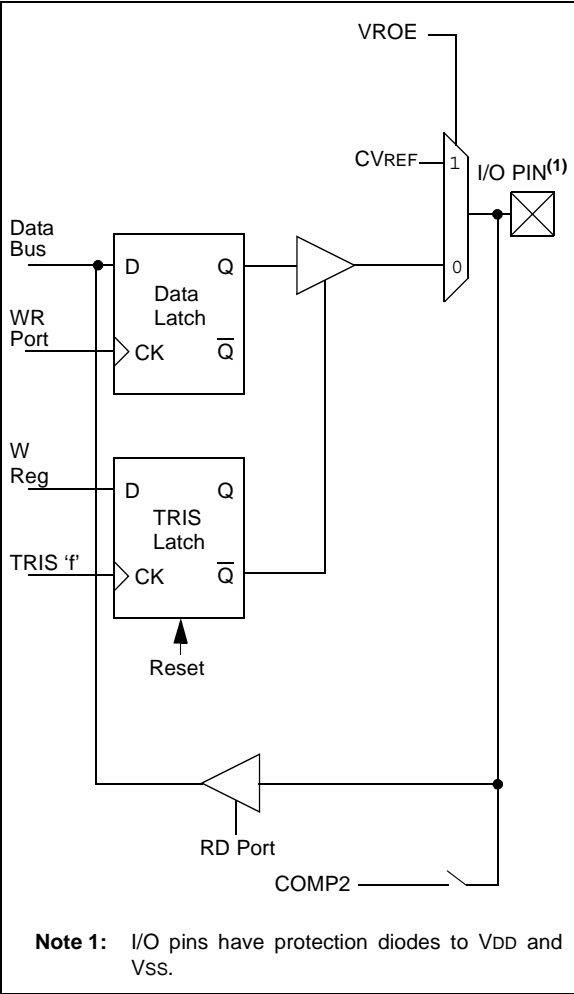 VROE
CVREF
1
I/O PIN(1)
Data
Bus
D
Q
0
Data
Latch
WR
Port
CK
Q̅
W
Reg
D
Q
TRIS
Latch
TRIS ‘f’
CK
Q̅
Reset
RD Port
COMP2
Note 1: I/O pins have protection diodes to VDD and
VSS.